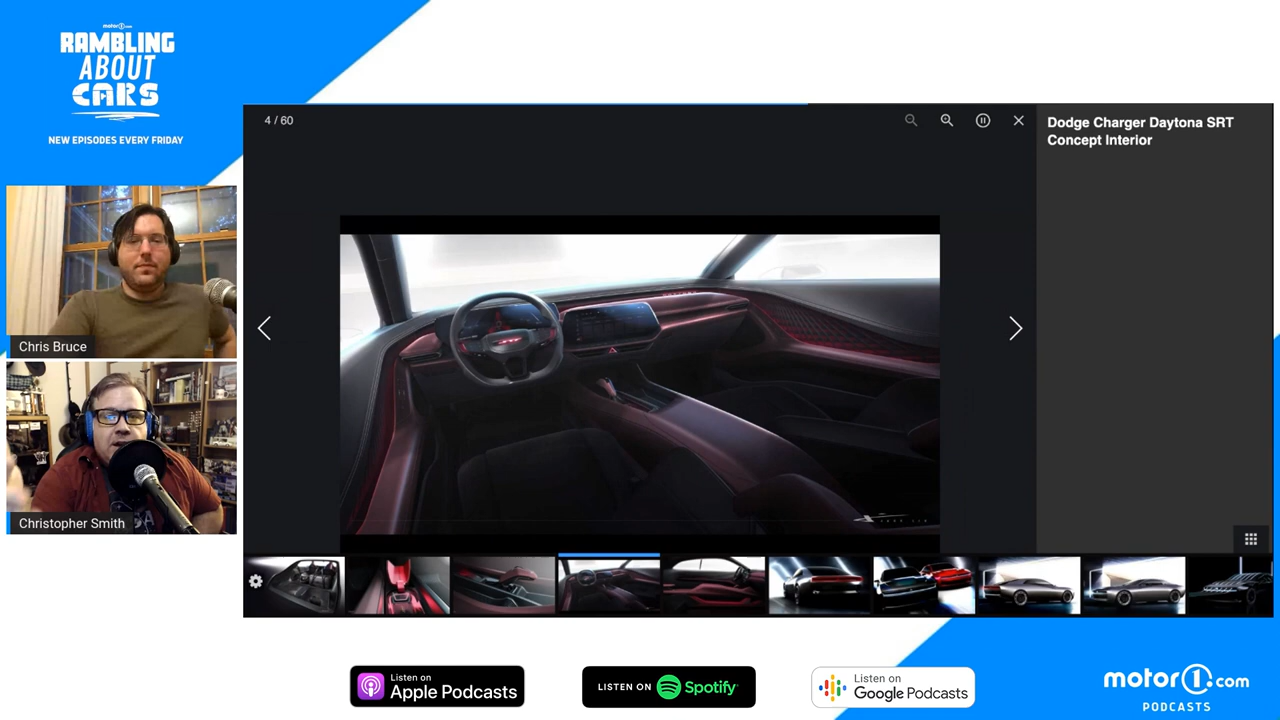 motor1.com
RAMBLING
ABOUT
CARS
NEW EPISODES EVERY FRIDAY
4 / 60
Dodge Charger Daytona SRT
Concept Interior
Chris Bruce
Christopher Smith
Listen on
Apple Podcasts
LISTEN ON
Spotify
Listen on
Google Podcasts
motor1.com
PODCASTS